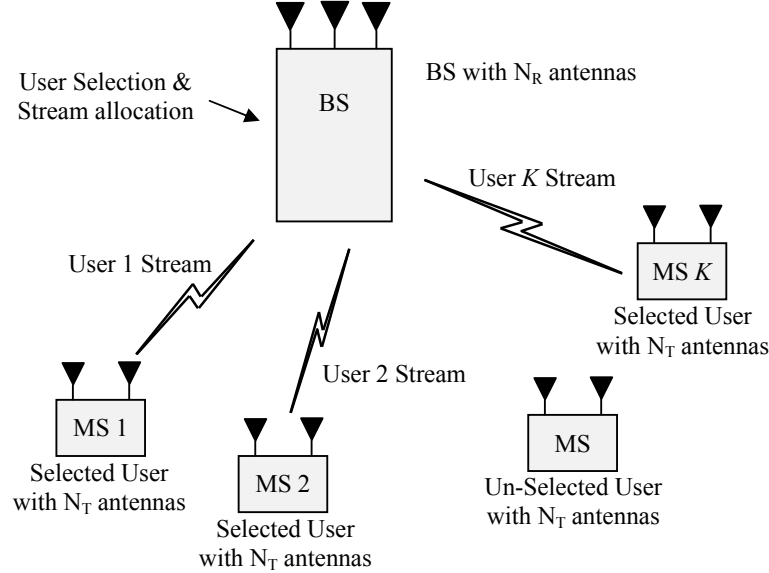 User Selection &
Stream allocation
BS
BS with N_R antennas
User K Stream
MS K
Selected User
with N_T antennas
User 1 Stream
User 2 Stream
MS 1
Selected User
with N_T antennas
MS 2
Selected User
with N_T antennas
MS
Un-Selected User
with N_T antennas